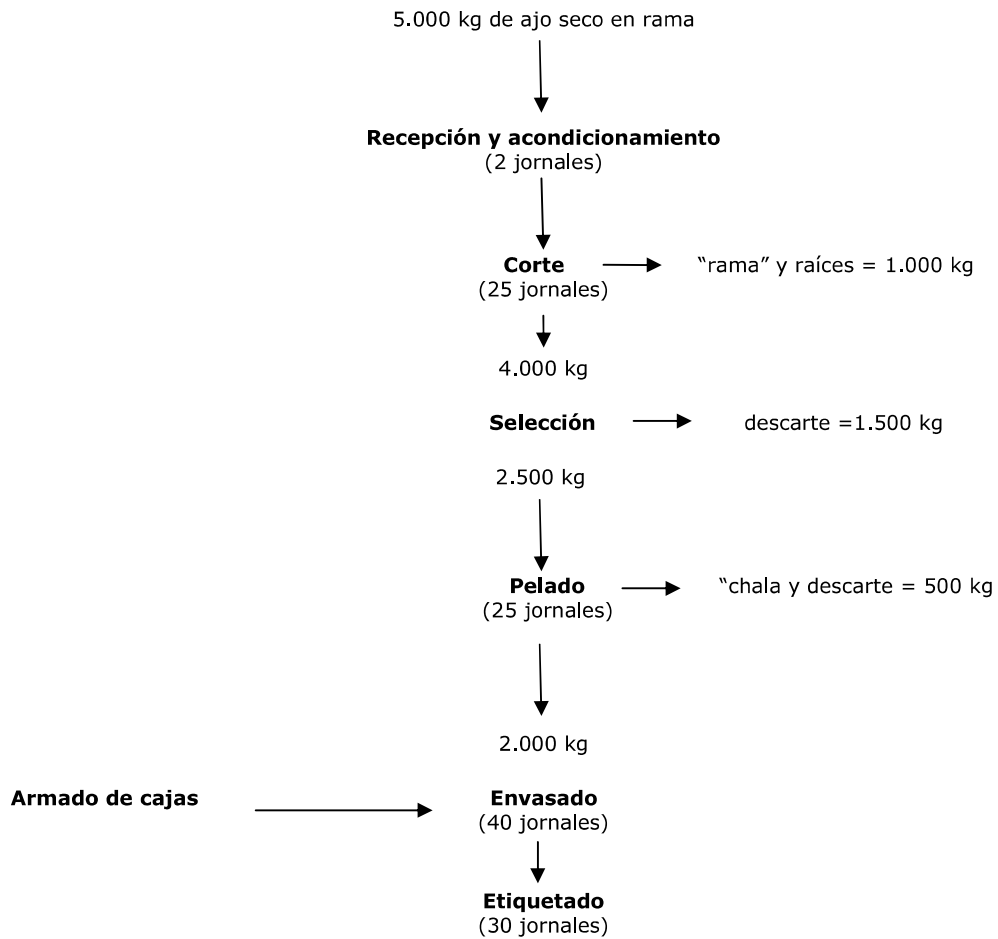 5.000 kg de ajo seco en rama
Recepción y acondicionamiento
(2 jornales)
Corte
(25 jornales)
“rama” y raíces = 1.000 kg
4.000 kg
Selección
descarte =1.500 kg
2.500 kg
Pelado
(25 jornales)
“chala y descarte = 500 kg
2.000 kg
Armado de cajas
Envasado
(40 jornales)
Etiquetado
(30 jornales)